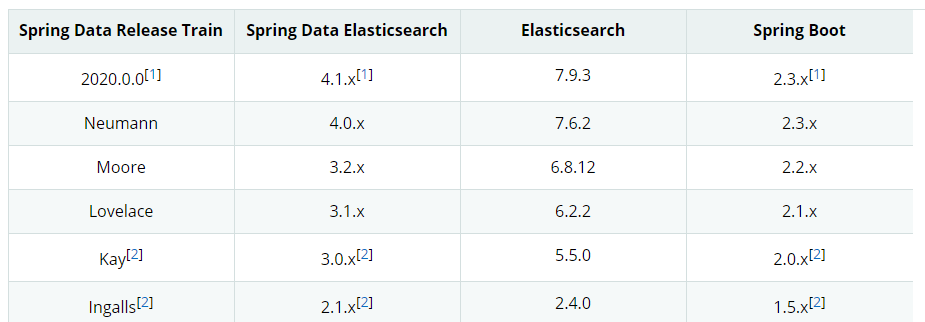 Spring Data Release Train Spring Data Elasticsearch Elasticsearch Spring Boot
2020.0.0[1] 4.1.x[1] 7.9.3 2.3.x[1]
Neumann 4.0.x 7.6.2 2.3.x
Moore 3.2.x 6.8.12 2.2.x
Lovelace 3.1.x 6.2.2 2.1.x
Kay[2] 3.0.x[2] 5.5.0 2.0.x[2]
Ingalls[2] 2.1.x[2] 2.4.0 1.5.x[2]